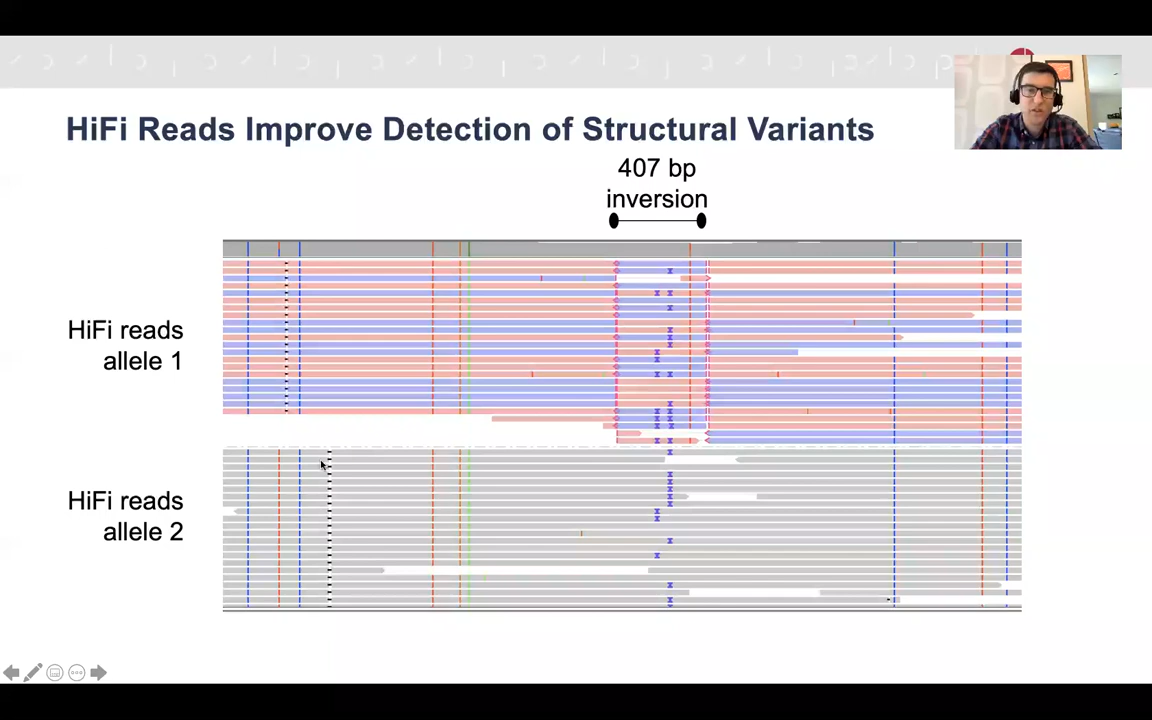 HiFi Reads Improve Detection of Structural Variants
407 bp
inversion
HiFi reads
allele 1
HiFi reads
allele 2